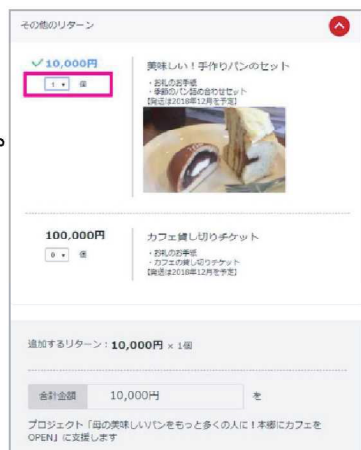 その他のリターン
✓10,000円
1 個
美味しい！手作りパンのセット
・お礼のお手紙
・季節のパン詰め合わせセット
【発送は2018年12月を予定】
100,000円
0 個
カフェ貸し切りチケット
・お礼のお手紙
・カフェの貸し切りチケット
【発送は2018年12月を予定】
追加するリターン：10,000円 × 1個
合計金額 10,000円 を
プロジェクト「母の美味しいパンをもっと多くの人に！本郷にカフェを
OPEN」に支援します